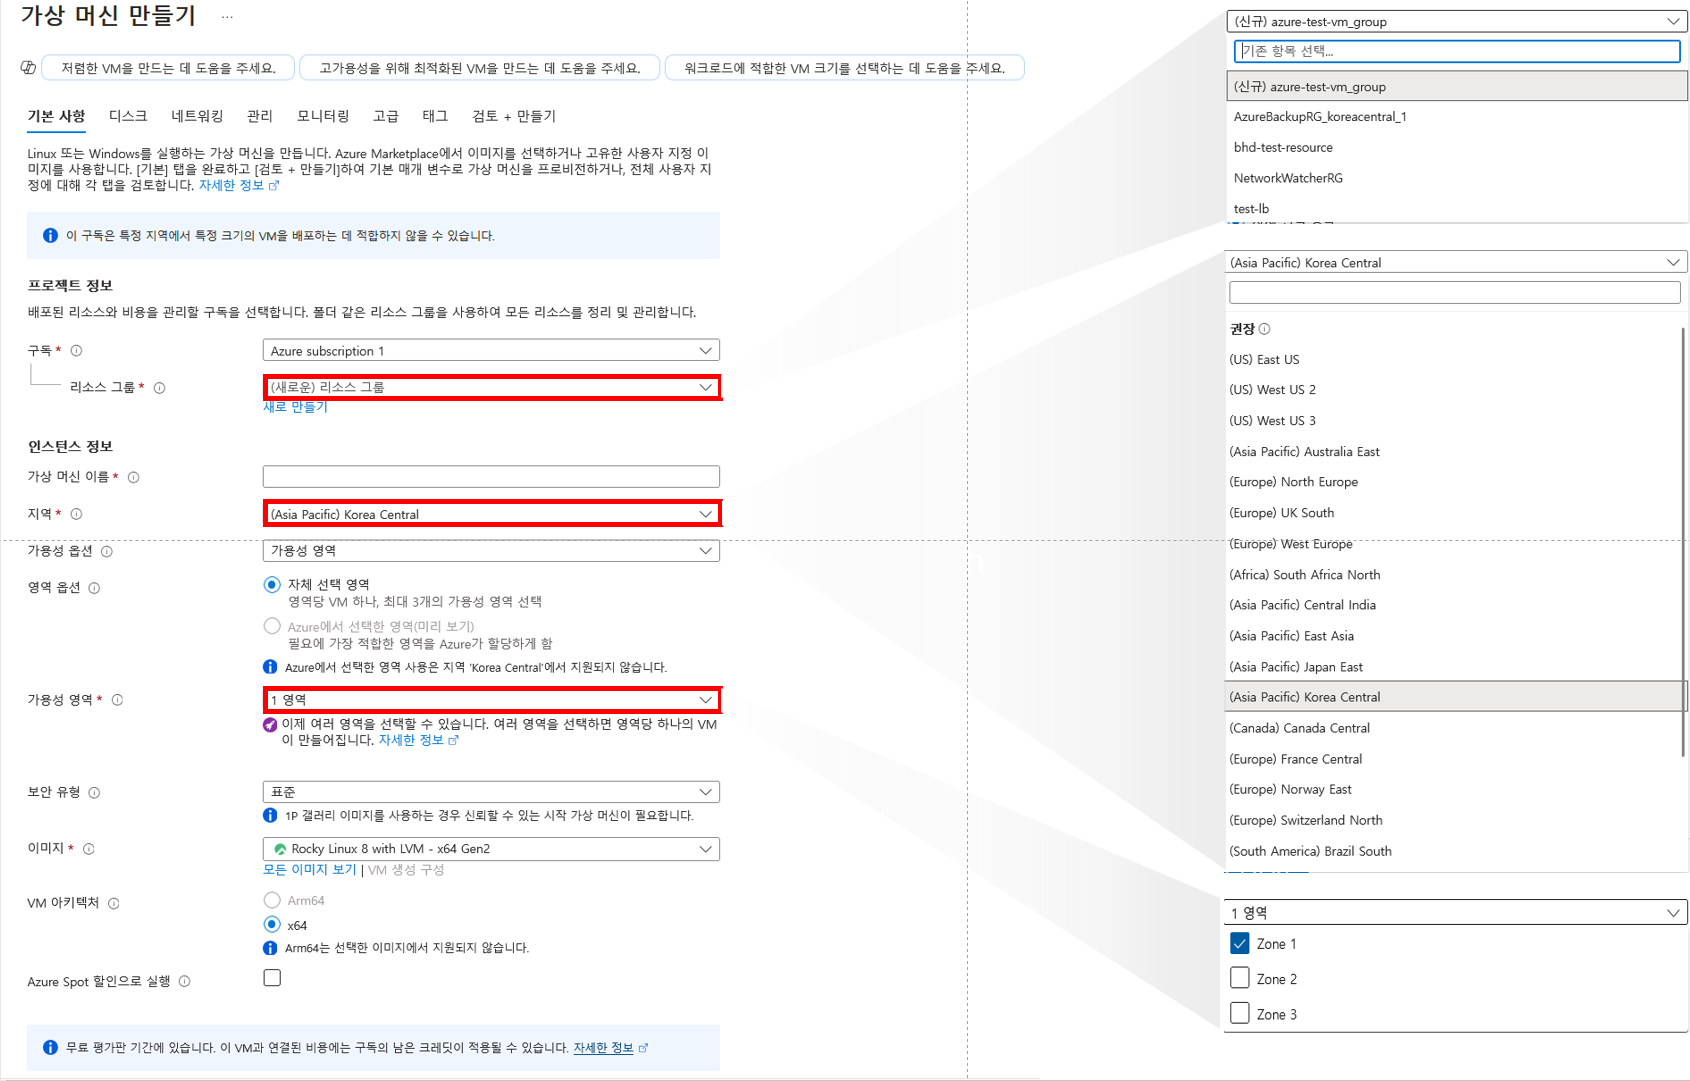 가상 머신 만들기 ...
저렴한 VM을 만드는 데 도움을 주세요.
고가용성을 위해 최적화된 VM을 만드는 데 도움을 주세요.
워크로드에 적합한 VM 크기를 선택하는 데 도움을 주세요.
기본 사항 디스크 네트워킹 관리 모니터링 고급 태그 검토 + 만들기
Linux 또는 Windows를 실행하는 가상 머신을 만듭니다. Azure Marketplace에서 이미지를 선택하거나 고유한 사용자 지정 이
미지를 사용합니다. [기본] 탭을 완료하고 [검토 + 만들기]하여 기본 매개 변수로 가상 머신을 프로비전하거나, 전체 사용자 지
정에 대해 각 탭을 검토합니다. 자세한 정보
이 구독은 특정 지역에서 특정 크기의 VM을 배포하는 데 적합하지 않을 수 있습니다.
프로젝트 정보
배포된 리소스와 비용을 관리할 구독을 선택합니다. 폴더 같은 리소스 그룹을 사용하여 모든 리소스를 정리 및 관리합니다.
구독 * Azure subscription 1
리소스 그룹 * (새로운) 리소스 그룹
새로 만들기
인스턴스 정보
가상 머신 이름 *
지역 * (Asia Pacific) Korea Central
가용성 옵션 가용성 영역
영역 옵션 자체 선택 영역
영역당 VM 하나, 최대 3개의 가용성 영역 선택
Azure에서 선택한 영역(미리 보기)
필요에 가장 적합한 영역을 Azure가 할당하게 함
Azure에서 선택한 영역 사용은 지역 'Korea Central'에서 지원되지 않습니다.
가용성 영역 * 1 영역
이제 여러 영역을 선택할 수 있습니다. 여러 영역을 선택하면 영역당 하나의 VM
이 만들어집니다. 자세한 정보
보안 유형 표준
1P 갤러리 이미지를 사용하는 경우 신뢰할 수 있는 시작 가상 머신이 필요합니다.
이미지 * Rocky Linux 8 with LVM - x64 Gen2
모든 이미지 보기 | VM 생성 구성
VM 아키텍처 Arm64
x64
Arm64는 선택한 이미지에서 지원되지 않습니다.
Azure Spot 할인으로 실행
무료 평가판 기간에 있습니다. 이 VM과 연결된 비용에는 구독의 남은 크레딧이 적용될 수 있습니다. 자세한 정보
(신규) azure-test-vm_group
기존 항목 선택...
(신규) azure-test-vm_group
AzureBackupRG_koreacentral_1
bhd-test-resource
NetworkWatcherRG
test-lb
(Asia Pacific) Korea Central
권장
(US) East US
(US) West US 2
(US) West US 3
(Asia Pacific) Australia East
(Europe) North Europe
(Europe) UK South
(Europe) West Europe
(Africa) South Africa North
(Asia Pacific) Central India
(Asia Pacific) East Asia
(Asia Pacific) Japan East
(Asia Pacific) Korea Central
(Canada) Canada Central
(Europe) France Central
(Europe) Norway East
(Europe) Switzerland North
(South America) Brazil South
1 영역
Zone 1
Zone 2
Zone 3